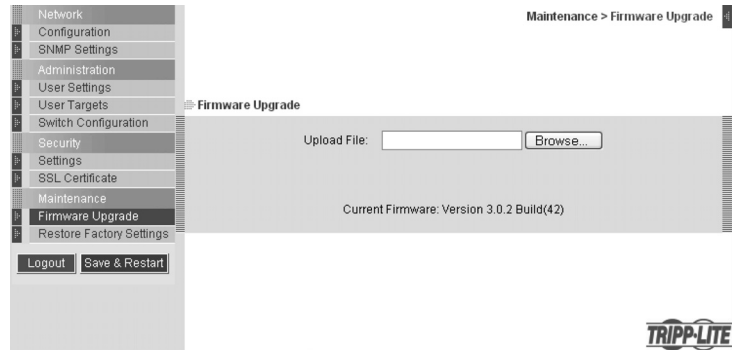 Network
Configuration
SNMP Settings
Administration
User Settings
User Targets
Switch Configuration
Security
Settings
SSL Certificate
Maintenance
Firmware Upgrade
Restore Factory Settings
Logout
Save & Restart
Maintenance > Firmware Upgrade
Firmware Upgrade
Upload File:
Browse...
Current Firmware: Version 3.0.2 Build(42)
TRIPP·LITE